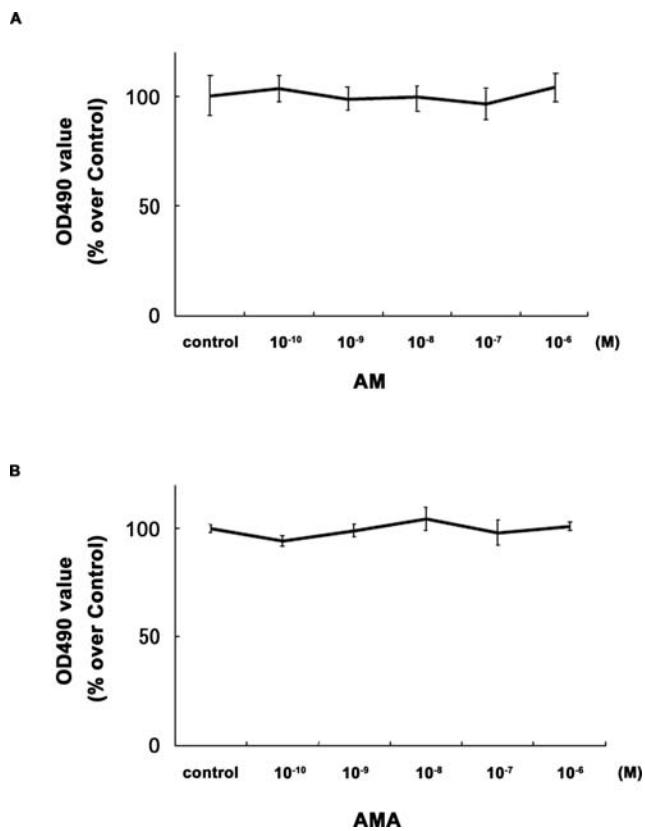 A
OD490 value
(% over Control)
100
50
0
control 10⁻¹⁰ 10⁻⁹ 10⁻⁸ 10⁻⁷ 10⁻⁶ (M)
AM
B
OD490 value
(% over Control)
100
50
0
control 10⁻¹⁰ 10⁻⁹ 10⁻⁸ 10⁻⁷ 10⁻⁶ (M)
AMA